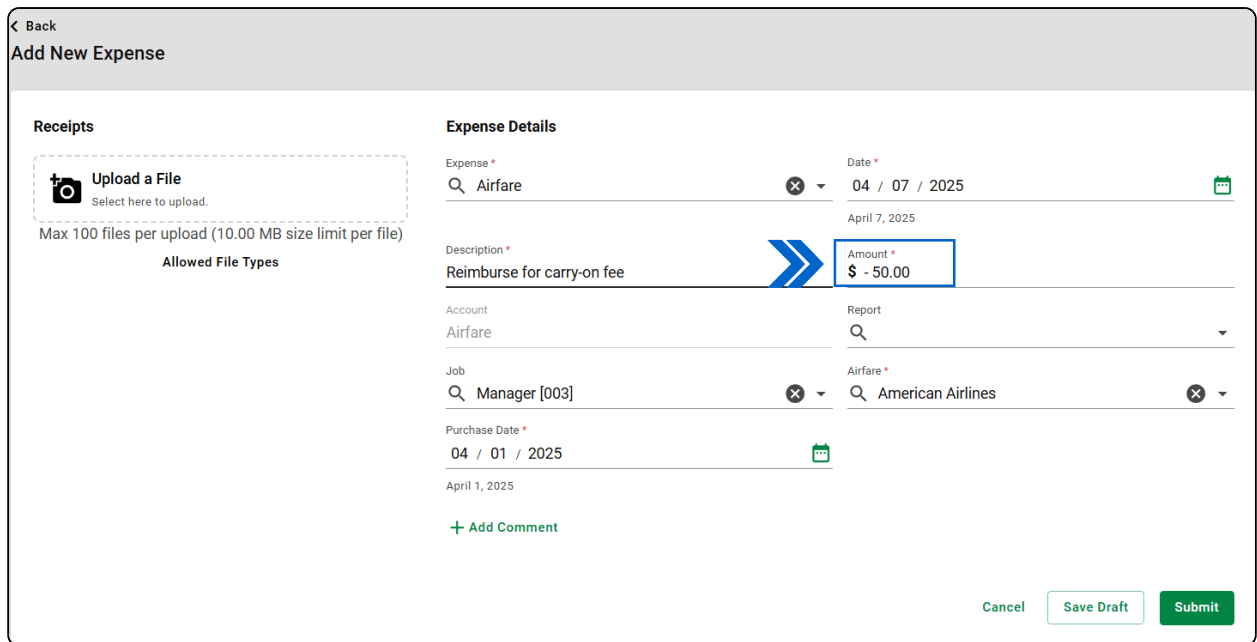 Back
Add New Expense
Receipts
Upload a File
Select here to upload.
Max 100 files per upload (10.00 MB size limit per file)
Allowed File Types
Expense Details
Expense *
Airfare
Date *
04 / 07 / 2025
April 7, 2025
Description *
Reimburse for carry-on fee
Amount *
$ - 50.00
Account
Airfare
Report
Job
Manager [003]
Airfare *
American Airlines
Purchase Date *
04 / 01 / 2025
April 1, 2025
+ Add Comment
Cancel
Save Draft
Submit